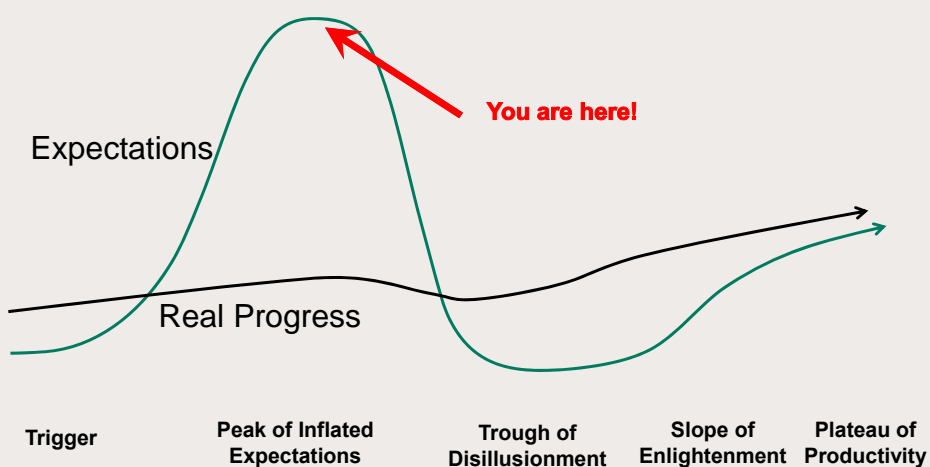 You are here!
Expectations
Real Progress
Trigger
Peak of Inflated
Expectations
Trough of
Disillusionment
Slope of
Enlightenment
Plateau of
Productivity